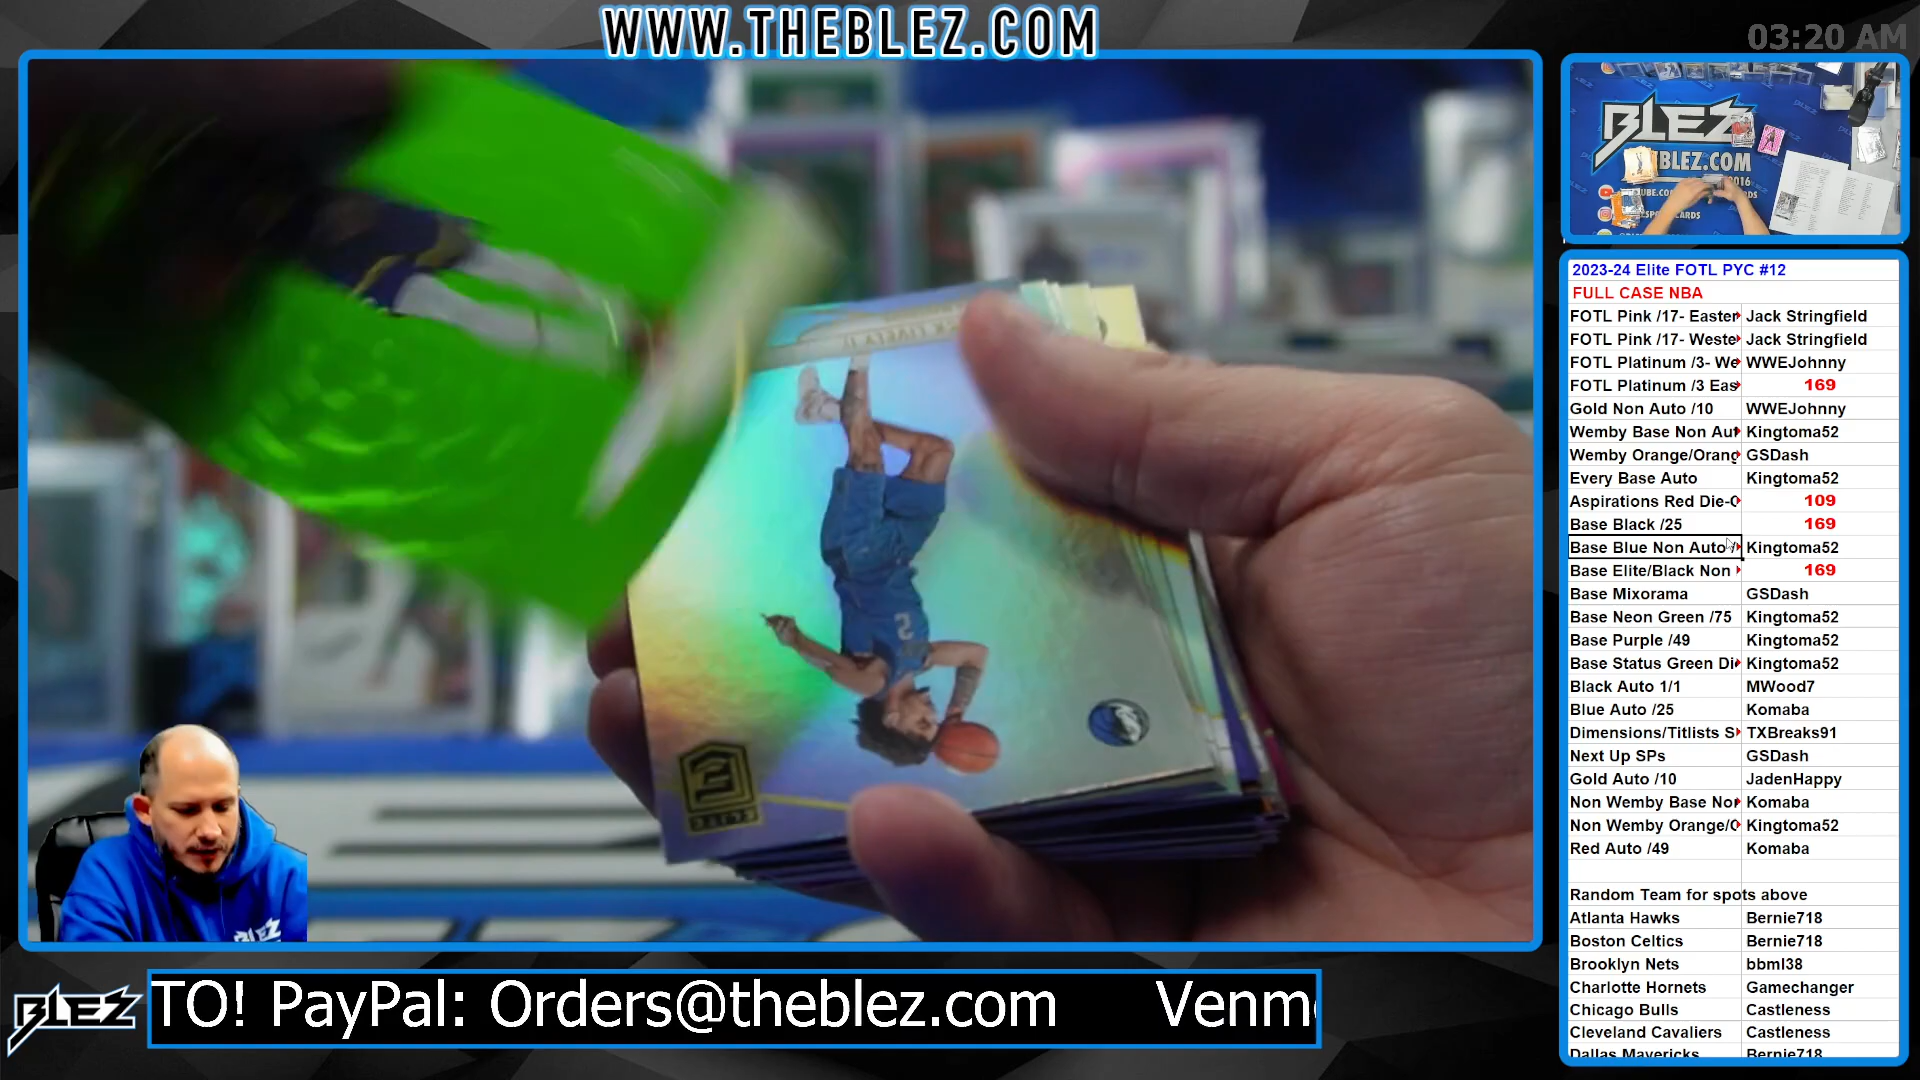 WWW.THEBLEZ.COM
03:20 AM
BLEZ
2023-24 Elite FOTL PYC #12
FULL CASE NBA
FOTL Pink /17- Easter Jack Stringfield
FOTL Pink /17- Weste Jack Stringfield
FOTL Platinum /3- We WWEJohnny
FOTL Platinum /3 Eas 169
Gold Non Auto /10 WWEJohnny
Wemby Base Non Aut Kingtoma52
Wemby Orange/Orang GSDash
Every Base Auto Kingtoma52
Aspirations Red Die-C 109
Base Black /25 169
Base Blue Non Auto Kingtoma52
Base Elite/Black Non 169
Base Mixorama GSDash
Base Neon Green /75 Kingtoma52
Base Purple /49 Kingtoma52
Base Status Green Di Kingtoma52
Black Auto 1/1 MWood7
Blue Auto /25 Komaba
Dimensions/Titlists S TXBreaks91
Next Up SPs GSDash
Gold Auto /10 JadenHappy
Non Wemby Base Non Komaba
Non Wemby Orange/O Kingtoma52
Red Auto /49 Komaba
Random Team for spots above
Atlanta Hawks Bernie718
Boston Celtics Bernie718
Brooklyn Nets bbml38
Charlotte Hornets Gamechanger
Chicago Bulls Castleness
Cleveland Cavaliers Castleness
Dallas Mavericks Bernie718
2
ELITE
BLEZ
BLEZ
TO! PayPal: Orders@theblez.com Venm